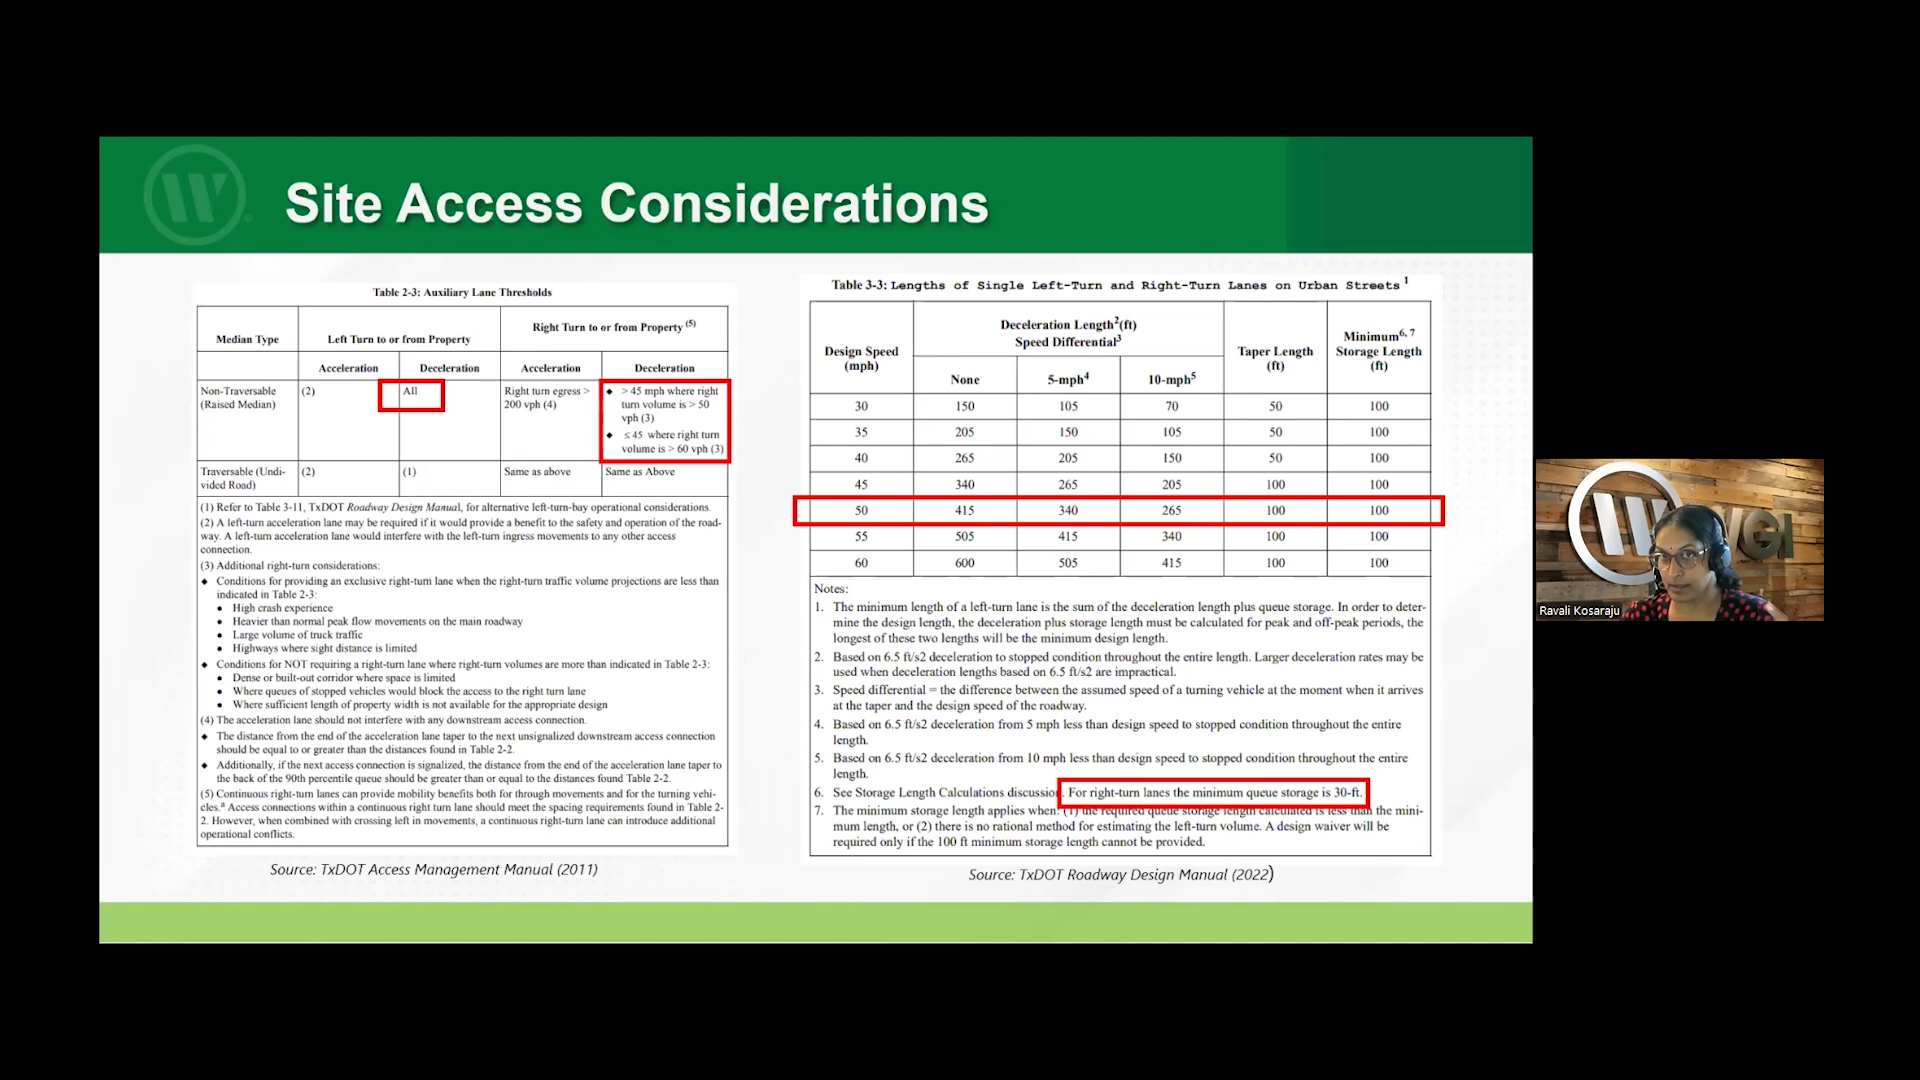 Site Access Considerations
Table 2-3: Auxiliary Lane Thresholds
Median Type
Left Turn to or from Property
Right Turn to or from Property (5)
Acceleration
Deceleration
Acceleration
Deceleration
Non-Traversable
(Raised Median)
(2)
All
Right turn egress >
200 vph (4)
◆ > 45 mph where right
turn volume is > 50
vph (3)
◆ ≤ 45 where right turn
volume is > 60 vph (3)
Traversable (Undi-
vided Road)
(2)
(1)
Same as above
Same as Above
(1) Refer to Table 3-11, TxDOT Roadway Design Manual, for alternative left-turn-bay operational considerations.
(2) A left-turn acceleration lane may be required if it would provide a benefit to the safety and operation of the road-
way. A left-turn acceleration lane would interfere with the left-turn ingress movements to any other access
connection.
(3) Additional right-turn considerations:
◆ Conditions for providing an exclusive right-turn lane when the right-turn traffic volume projections are less than
indicated in Table 2-3:
● High crash experience
● Heavier than normal peak flow movements on the main roadway
● Large volume of truck traffic
● Highways where sight distance is limited
◆ Conditions for NOT requiring a right-turn lane where right-turn volumes are more than indicated in Table 2-3:
● Dense or built-out corridor where space is limited
● Where queues of stopped vehicles would block the access to the right turn lane
● Where sufficient length of property width is not available for the appropriate design
(4) The acceleration lane should not interfere with any downstream access connection.
◆ The distance from the end of the acceleration lane taper to the next unsignalized downstream access connection
should be equal to or greater than the distances found in Table 2-2.
◆ Additionally, if the next access connection is signalized, the distance from the end of the acceleration lane taper to
the back of the 90th percentile queue should be greater than or equal to the distances found Table 2-2.
(5) Continuous right-turn lanes can provide mobility benefits both for through movements and for the turning vehi-
cles.ª Access connections within a continuous right turn lane should meet the spacing requirements found in Table 2-
2. However, when combined with crossing left in movements, a continuous right-turn lane can introduce additional
operational conflicts.
Source: TxDOT Access Management Manual (2011)
Table 3-3: Lengths of Single Left-Turn and Right-Turn Lanes on Urban Streets 1
Design Speed
(mph)
Deceleration Length2(ft)
Speed Differential3
Taper Length
(ft)
Minimum6, 7
Storage Length
(ft)
None
5-mph4
10-mph5
30 150 105 70 50 100
35 205 150 105 50 100
40 265 205 150 50 100
45 340 265 205 100 100
50 415 340 265 100 100
55 505 415 340 100 100
60 600 505 415 100 100
Notes:
1. The minimum length of a left-turn lane is the sum of the deceleration length plus queue storage. In order to deter-
mine the design length, the deceleration plus storage length must be calculated for peak and off-peak periods, the
longest of these two lengths will be the minimum design length.
2. Based on 6.5 ft/s2 deceleration to stopped condition throughout the entire length. Larger deceleration rates may be
used when deceleration lengths based on 6.5 ft/s2 are impractical.
3. Speed differential = the difference between the assumed speed of a turning vehicle at the moment when it arrives
at the taper and the design speed of the roadway.
4. Based on 6.5 ft/s2 deceleration from 5 mph less than design speed to stopped condition throughout the entire
length.
5. Based on 6.5 ft/s2 deceleration from 10 mph less than design speed to stopped condition throughout the entire
length.
6. See Storage Length Calculations discussion. For right-turn lanes the minimum queue storage is 30-ft.
7. The minimum storage length applies when: (1) the required queue storage length calculated is less than the mini-
mum length, or (2) there is no rational method for estimating the left-turn volume. A design waiver will be
required only if the 100 ft minimum storage length cannot be provided.
Source: TxDOT Roadway Design Manual (2022)
WGI
Ravali Kosaraju